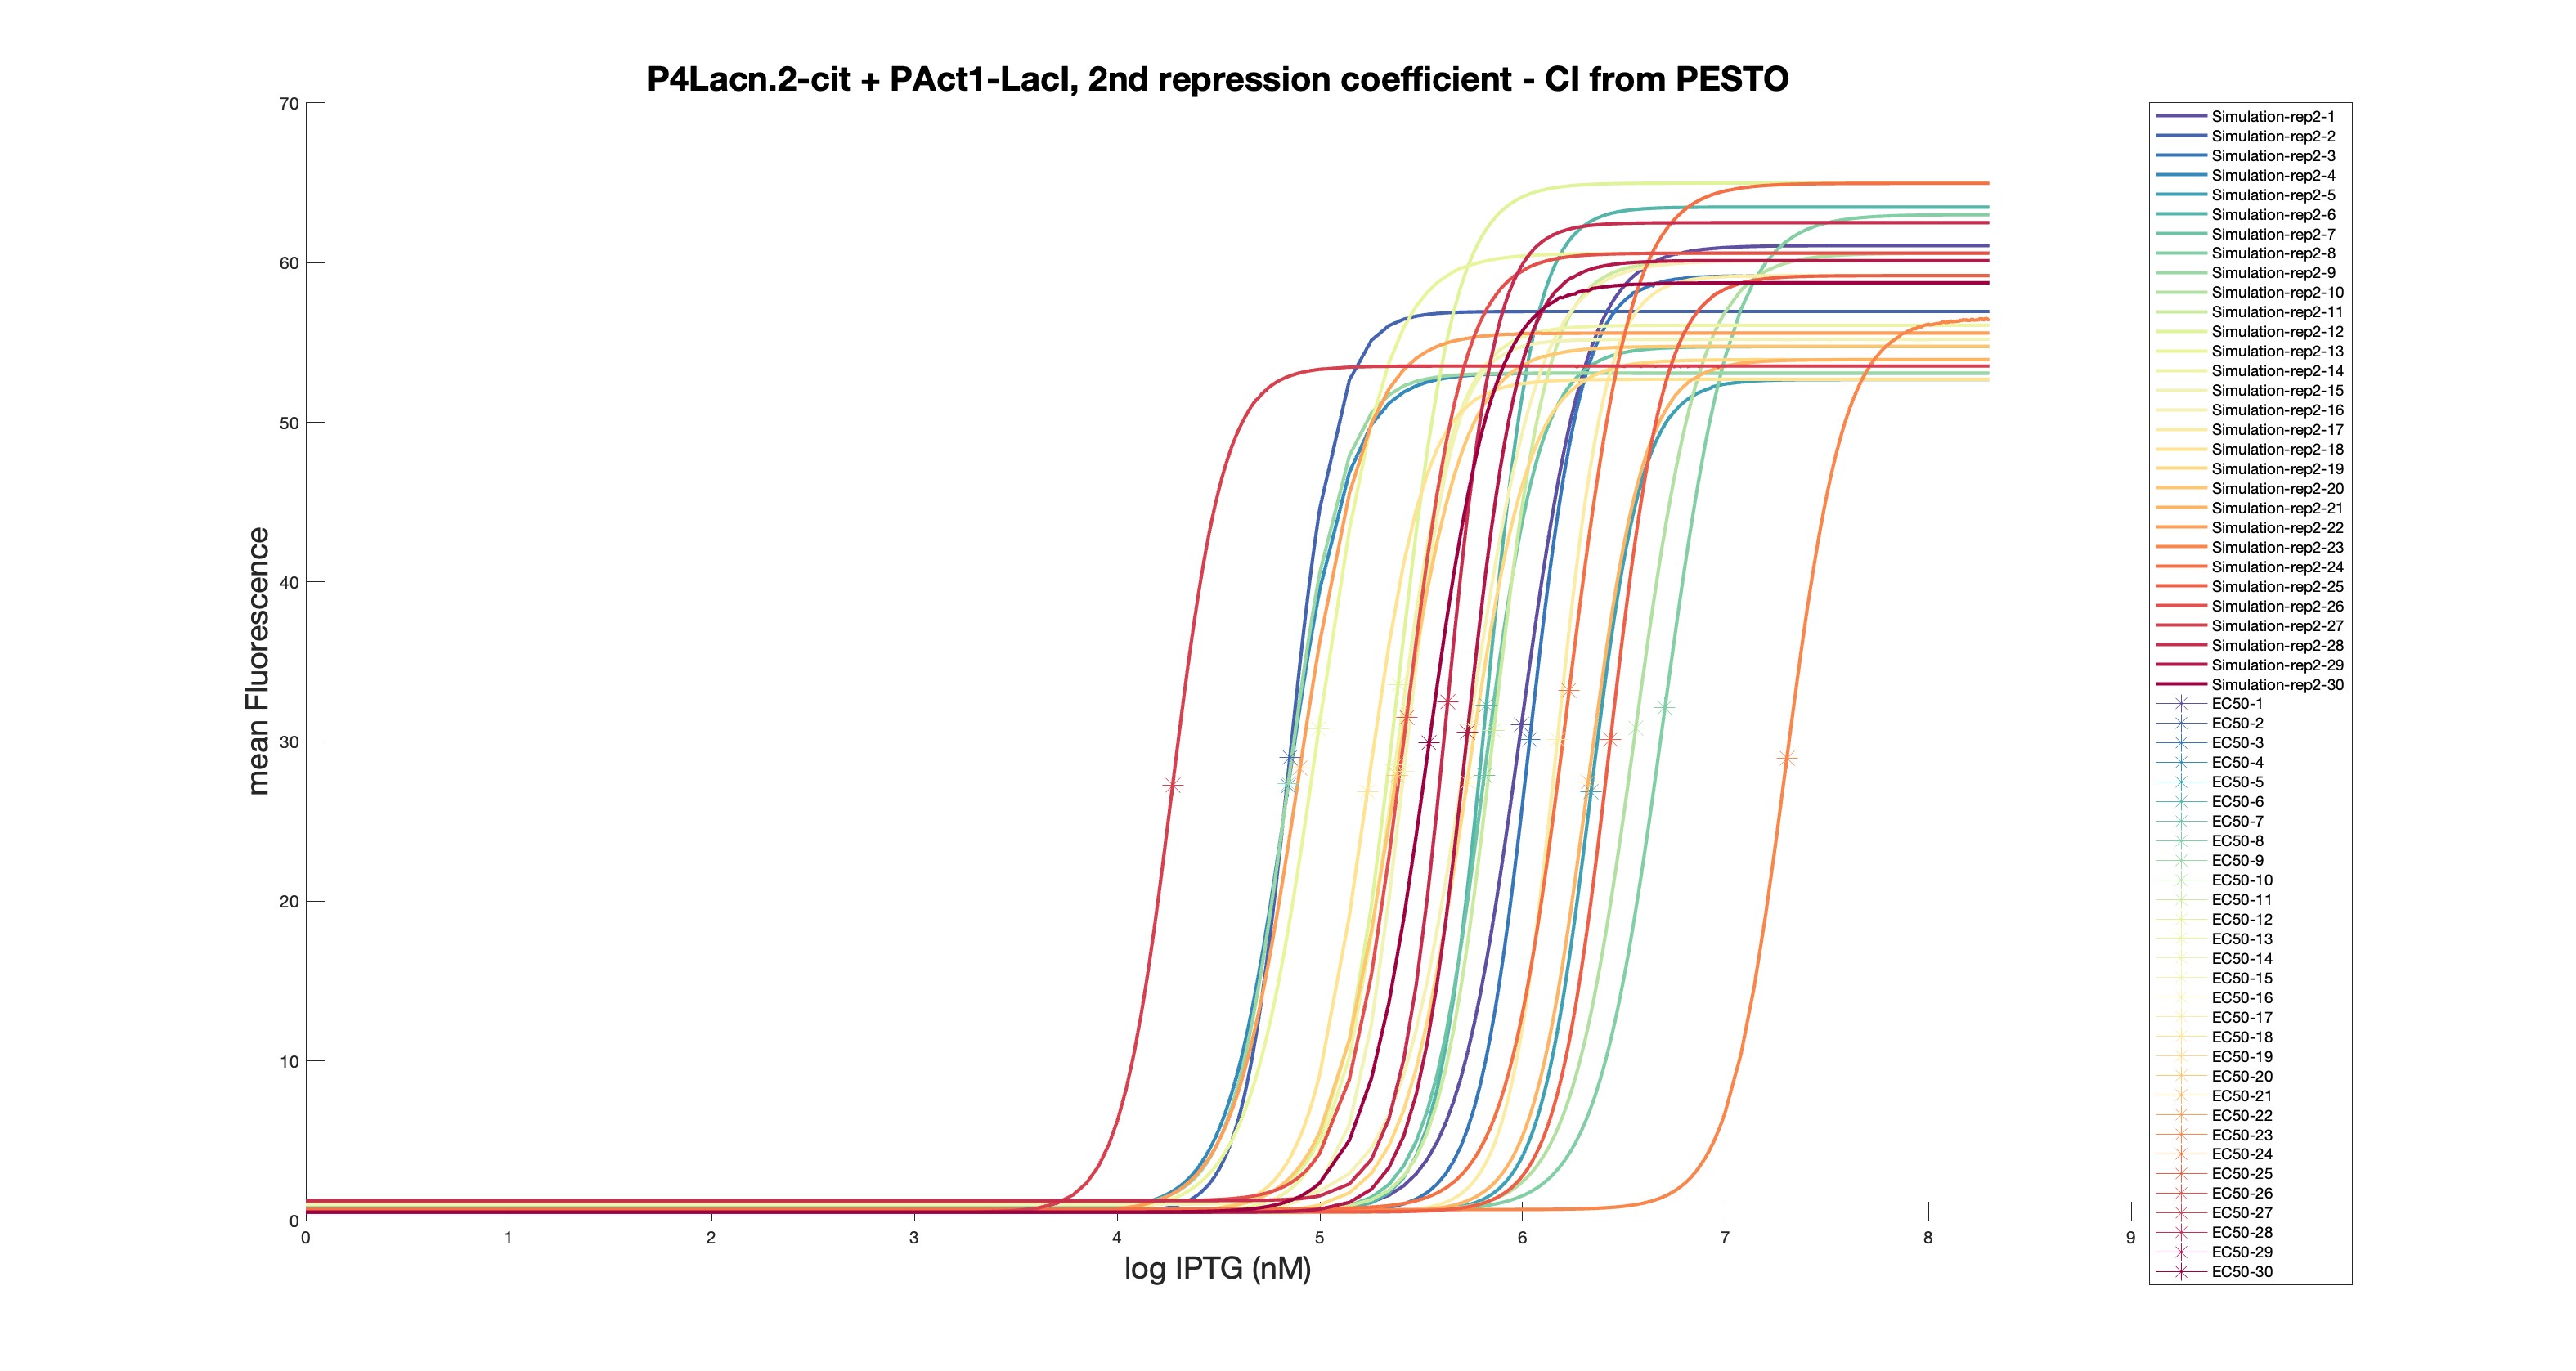 P4Lacn.2-cit + PAct1-LacI, 2nd repression coefficient - CI from PESTO
mean Fluorescence
70
60
50
40
30
20
10
0
0 1 2 3 4 5 6 7 8 9
log IPTG (nM)
Simulation-rep2-1
Simulation-rep2-2
Simulation-rep2-3
Simulation-rep2-4
Simulation-rep2-5
Simulation-rep2-6
Simulation-rep2-7
Simulation-rep2-8
Simulation-rep2-9
Simulation-rep2-10
Simulation-rep2-11
Simulation-rep2-12
Simulation-rep2-13
Simulation-rep2-14
Simulation-rep2-15
Simulation-rep2-16
Simulation-rep2-17
Simulation-rep2-18
Simulation-rep2-19
Simulation-rep2-20
Simulation-rep2-21
Simulation-rep2-22
Simulation-rep2-23
Simulation-rep2-24
Simulation-rep2-25
Simulation-rep2-26
Simulation-rep2-27
Simulation-rep2-28
Simulation-rep2-29
Simulation-rep2-30
EC50-1
EC50-2
EC50-3
EC50-4
EC50-5
EC50-6
EC50-7
EC50-8
EC50-9
EC50-10
EC50-11
EC50-12
EC50-13
EC50-14
EC50-15
EC50-16
EC50-17
EC50-18
EC50-19
EC50-20
EC50-21
EC50-22
EC50-23
EC50-24
EC50-25
EC50-26
EC50-27
EC50-28
EC50-29
EC50-30